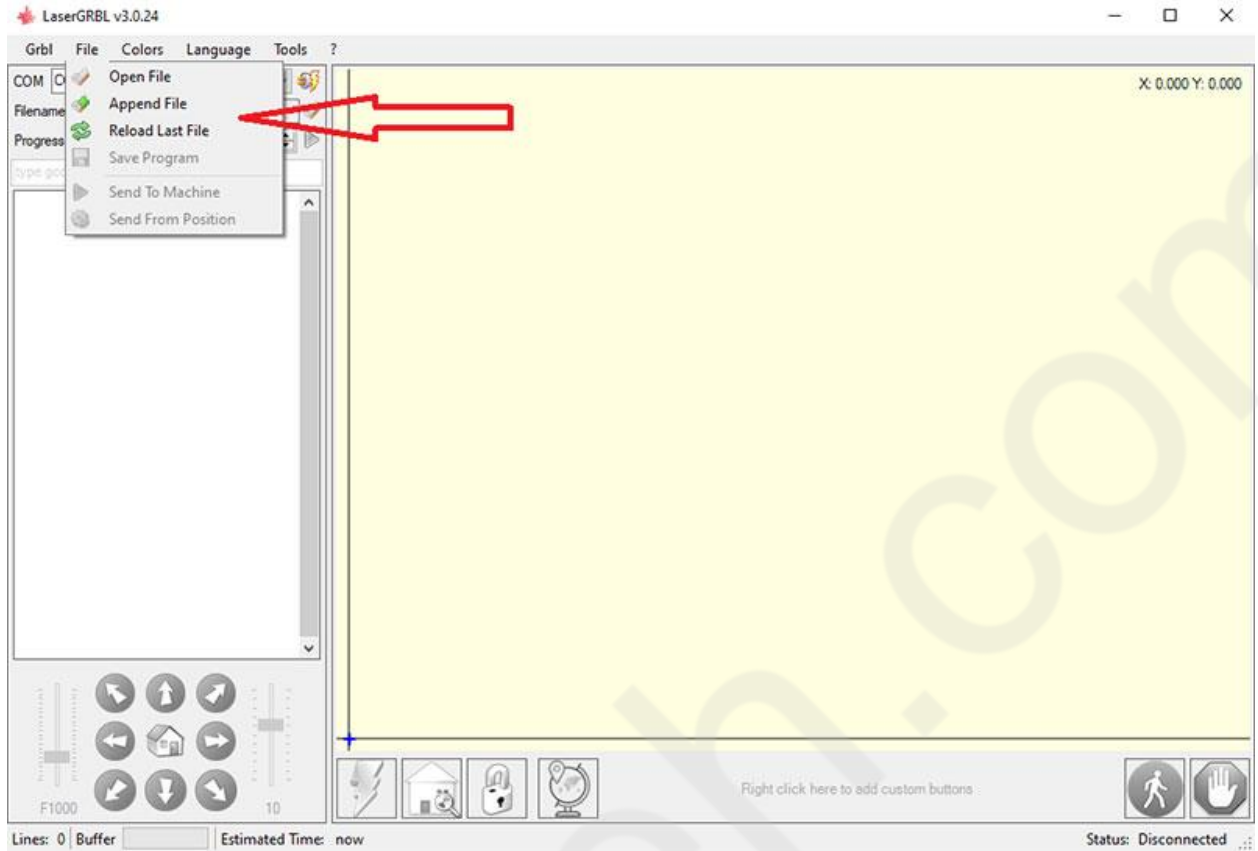 LaserGRBL v3.0.24
Grbl File Colors Language Tools ?
COM
Open File
X: 0.000 Y: 0.000
Filename
Append File
Progress
Reload Last File
Save Program
Send To Machine
Send From Position
F1000
10
Right click here to add custom buttons
Lines: 0 Buffer Estimated Time: now Status: Disconnected